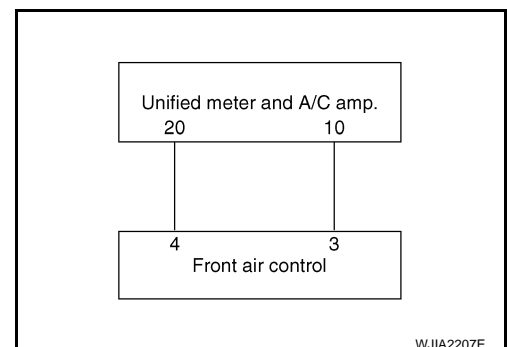 Unified meter and A/C amp.
20 10
4 3
Front air control
WJIA2207E